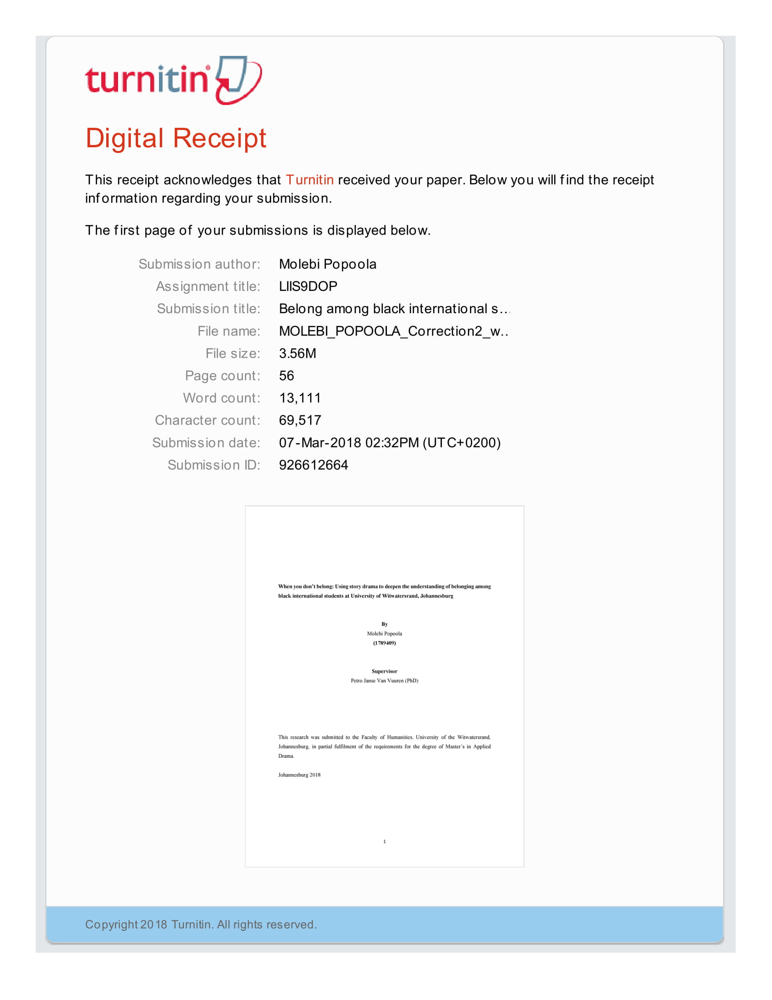 turnitin®
Digital Receipt
This receipt acknowledges that Turnitin received your paper. Below you will find the receipt
information regarding your submission.
The first page of your submissions is displayed below.
Submission author: Molebi Popoola
Assignment title: LIIS9DOP
Submission title: Belong among black international s...
File name: MOLEBI_POPOOLA_Correction2_w..
File size: 3.56M
Page count: 56
Word count: 13,111
Character count: 69,517
Submission date: 07-Mar-2018 02:32PM (UTC+0200)
Submission ID: 926612664
When you don't belong: Using story drama to deepen the understanding of belonging among
black international students at University of Witwatersrand, Johannesburg
By
Molebi Popoola
(1789409)
Supervisor
Petro Janse Van Vuuren (PhD)
This research was submitted to the Faculty of Humanities, University of the Witwatersrand,
Johannesburg, in partial fulfilment of the requirements for the degree of Master's in Applied
Drama.
Johannesburg 2018
1
Copyright 2018 Turnitin. All rights reserved.